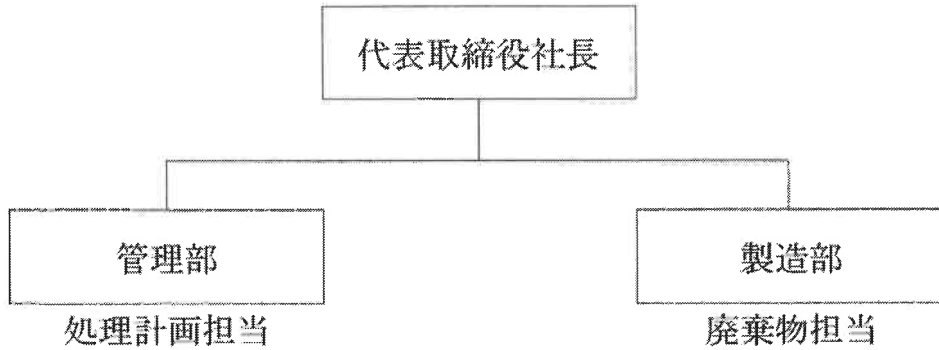 代表取締役社長
管理部
製造部
処理計画担当
廃棄物担当